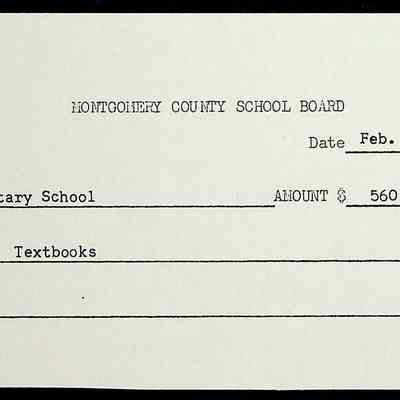 MONTGOMERY COUNTY SCHOOL BOARD
Date Feb.
tary School AMOUNT $ 560
Textbooks